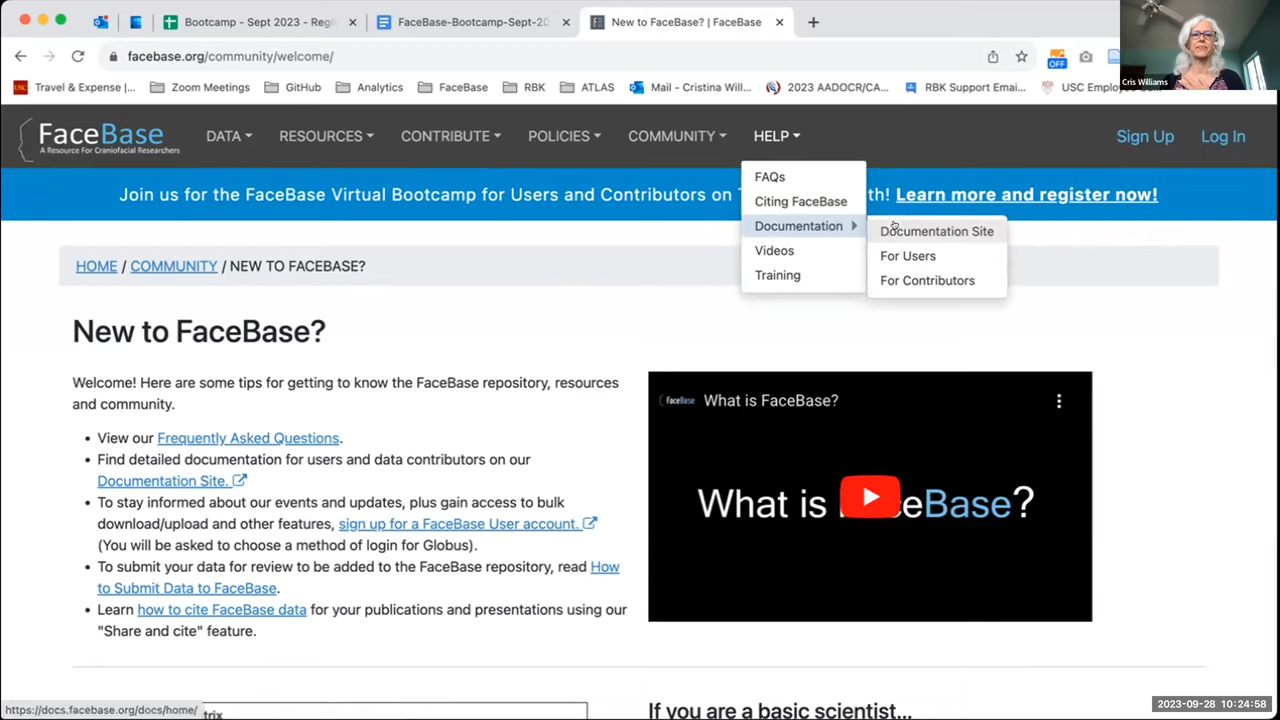 Bootcamp - Sept 2023 - Regi
FaceBase-Bootcamp-Sept-20
New to FaceBase? | FaceBase
facebase.org/community/welcome/
OFF
Cris Williams
Travel & Expense |...
Zoom Meetings
GitHub
Analytics
FaceBase
RBK
ATLAS
Mail - Cristina Will...
2023 AADOCR/CA...
RBK Support Emai...
USC Employee
FaceBase
A Resource For Craniofacial Researchers
DATA
RESOURCES
CONTRIBUTE
POLICIES
COMMUNITY
HELP
Sign Up
Log In
Join us for the FaceBase Virtual Bootcamp for Users and Contributors on T th! Learn more and register now!
FAQs
Citing FaceBase
Documentation
Videos
Training
Documentation Site
For Users
For Contributors
HOME / COMMUNITY / NEW TO FACEBASE?
New to FaceBase?
Welcome! Here are some tips for getting to know the FaceBase repository, resources
and community.
• View our Frequently Asked Questions.
• Find detailed documentation for users and data contributors on our
Documentation Site.
• To stay informed about our events and updates, plus gain access to bulk
download/upload and other features, sign up for a FaceBase User account.
(You will be asked to choose a method of login for Globus).
• To submit your data for review to be added to the FaceBase repository, read How
to Submit Data to FaceBase.
• Learn how to cite FaceBase data for your publications and presentations using our
"Share and cite" feature.
FaceBase What is FaceBase?
What is FaceBase?
If you are a basic scientist...
https://docs.facebase.org/docs/home/
trix
2023-09-28 10:24:58